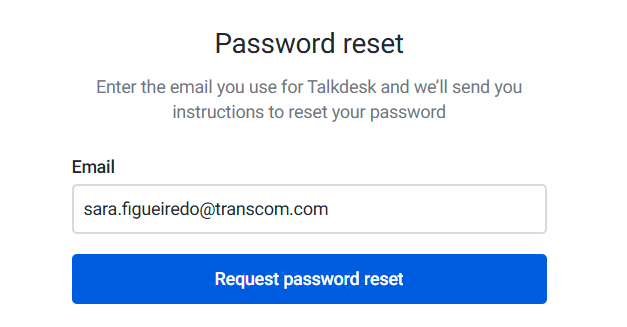 Password reset
Enter the email you use for Talkdesk and we’ll send you
instructions to reset your password
Email
sara.figueiredo@transcom.com
Request password reset